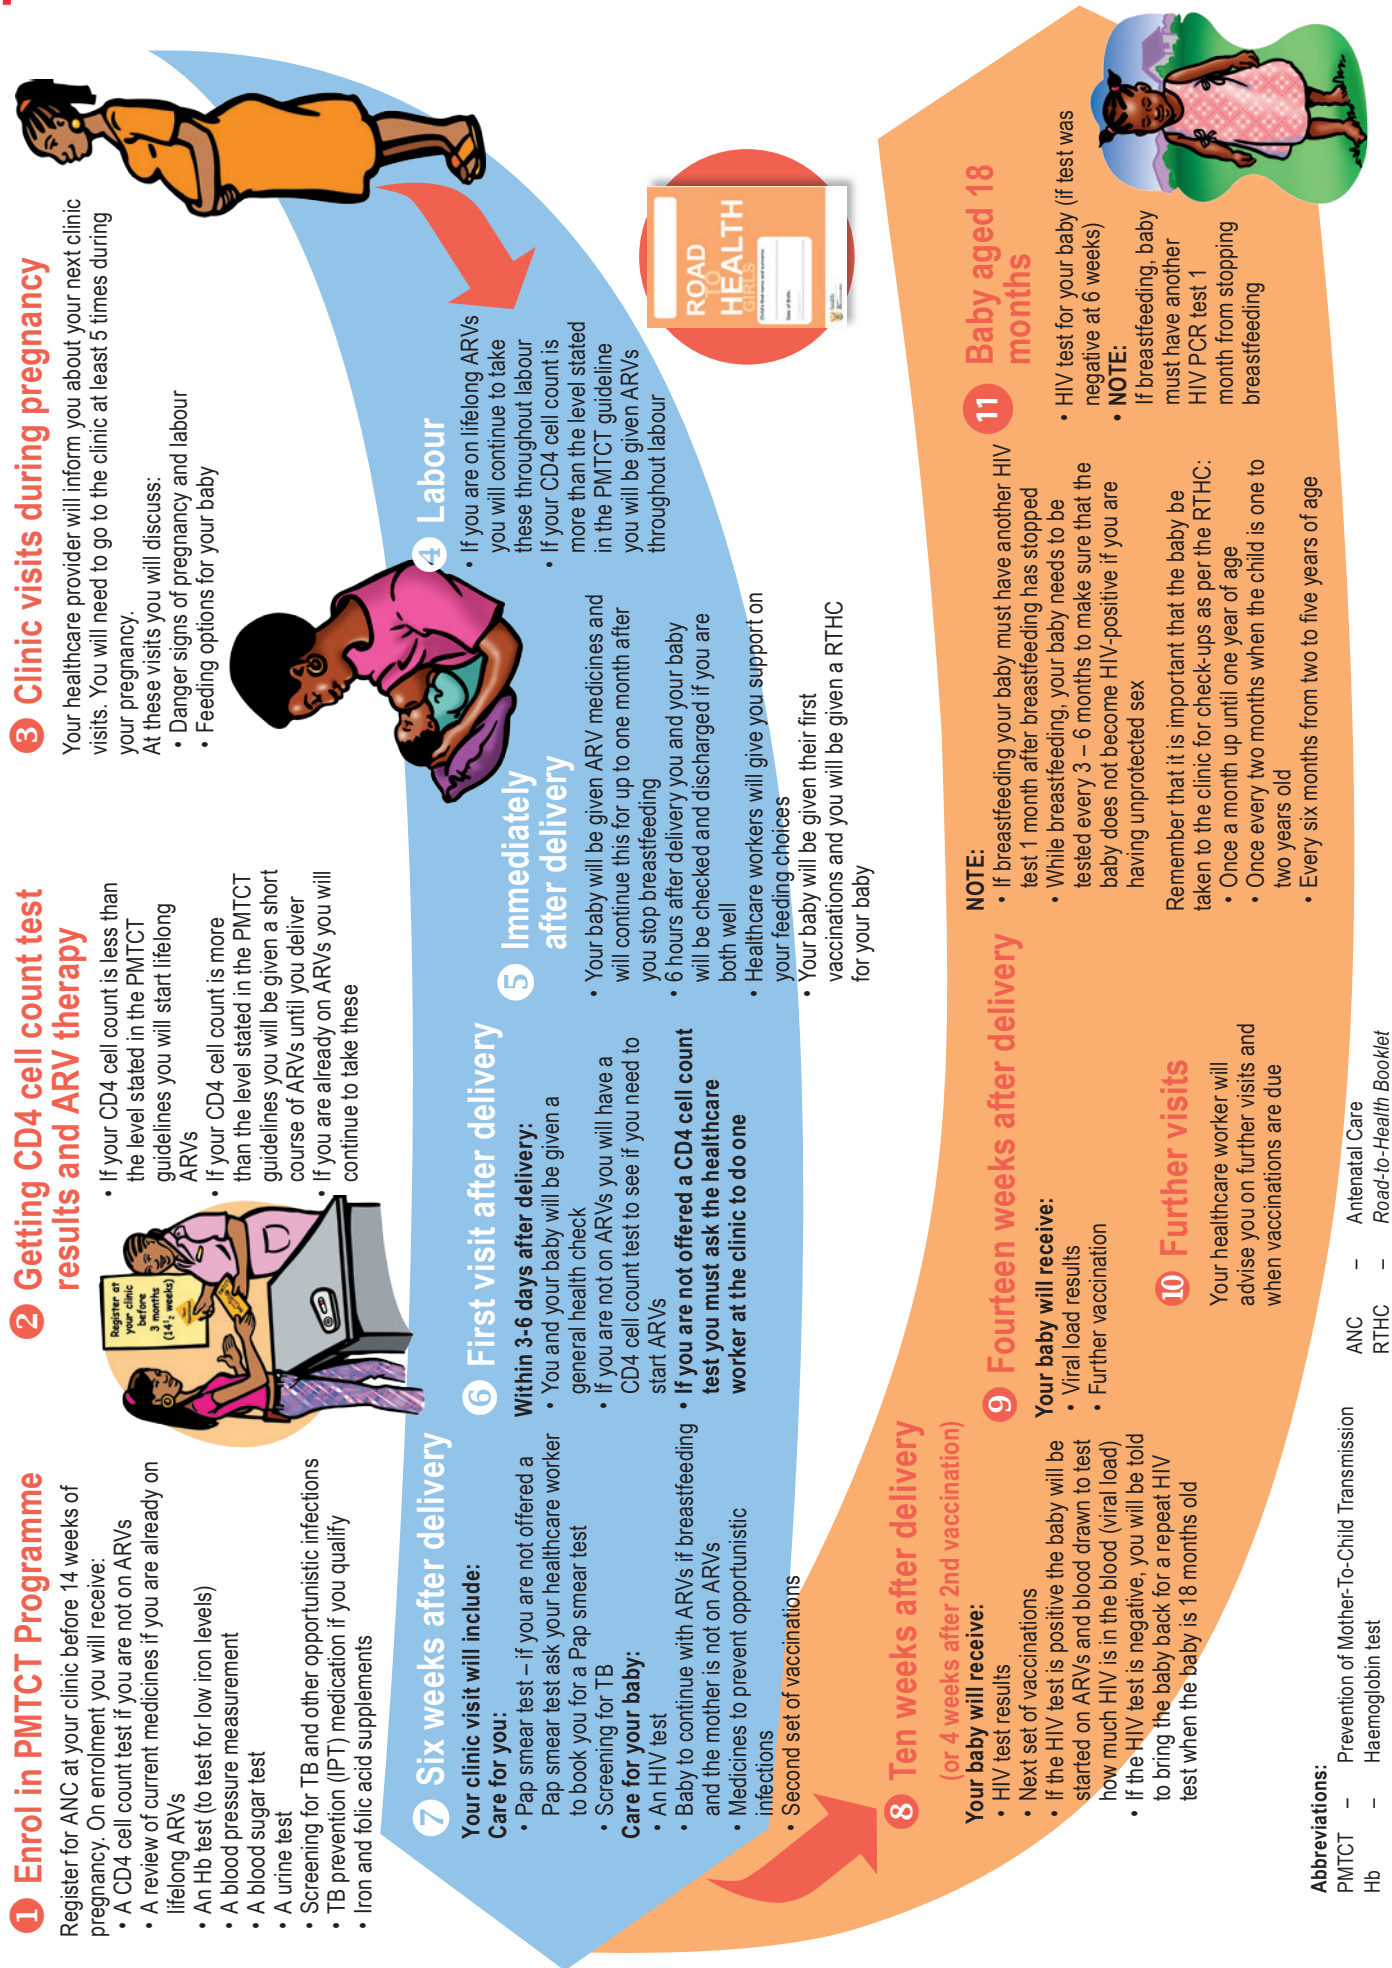 1 Enrol in PMTCT Programme
Register for ANC at your clinic before 14 weeks of
pregnancy. On enrolment you will receive:
• A CD4 cell count test if you are not on ARVs
• A review of current medicines if you are already on
lifelong ARVs
• An Hb test (to test for low iron levels)
• A blood pressure measurement
• A blood sugar test
• A urine test
• Screening for TB and other opportunistic infections
• TB prevention (IPT) medication if you qualify
• Iron and folic acid supplements
Register at
your clinic
before
3 months
(14½ weeks)
2 Getting CD4 cell count test
results and ARV therapy
• If your CD4 cell count is less than
the level stated in the PMTCT
guidelines you will start lifelong
ARVs
• If your CD4 cell count is more
than the level stated in the PMTCT
guidelines you will be given a short
course of ARVs until you deliver
• If you are already on ARVs you will
continue to take these
3 Clinic visits during pregnancy
Your healthcare provider will inform you about your next clinic
visits. You will need to go to the clinic at least 5 times during
your pregnancy.
At these visits you will discuss:
• Danger signs of pregnancy and labour
• Feeding options for your baby
4 Labour
• If you are on lifelong ARVs
you will continue to take
these throughout labour
• If your CD4 cell count is
more than the level stated
in the PMTCT guideline
you will be given ARVs
throughout labour
ROAD
TO
HEALTH
GIRLS
Child's first name and surname:
Date of Birth:
health
5 Immediately
after delivery
• Your baby will be given ARV medicines and
will continue this for up to one month after
you stop breastfeeding
• 6 hours after delivery you and your baby
will be checked and discharged if you are
both well
• Healthcare workers will give you support on
your feeding choices
• Your baby will be given their first
vaccinations and you will be given a RTHC
for your baby
6 First visit after delivery
Within 3-6 days after delivery:
• You and your baby will be given a
general health check
• If you are not on ARVs you will have a
CD4 cell count test to see if you need to
start ARVs
• If you are not offered a CD4 cell count
test you must ask the healthcare
worker at the clinic to do one
7 Six weeks after delivery
Your clinic visit will include:
Care for you:
• Pap smear test – if you are not offered a
Pap smear test ask your healthcare worker
to book you for a Pap smear test
• Screening for TB
Care for your baby:
• An HIV test
• Baby to continue with ARVs if breastfeeding
and the mother is not on ARVs
• Medicines to prevent opportunistic
infections
• Second set of vaccinations
8 Ten weeks after delivery
(or 4 weeks after 2nd vaccination)
Your baby will receive:
• HIV test results
• Next set of vaccinations
• If the HIV test is positive the baby will be
started on ARVs and blood drawn to test
how much HIV is in the blood (viral load)
• If the HIV test is negative, you will be told
to bring the baby back for a repeat HIV
test when the baby is 18 months old
9 Fourteen weeks after delivery
Your baby will receive:
• Viral load results
• Further vaccination
10 Further visits
Your healthcare worker will
advise you on further visits and
when vaccinations are due
NOTE:
• If breastfeeding your baby must have another HIV
test 1 month after breastfeeding has stopped
• While breastfeeding, your baby needs to be
tested every 3 – 6 months to make sure that the
baby does not become HIV-positive if you are
having unprotected sex
Remember that it is important that the baby be
taken to the clinic for check-ups as per the RTHC:
• Once a month up until one year of age
• Once every two months when the child is one to
two years old
• Every six months from two to five years of age
11 Baby aged 18
months
• HIV test for your baby (if test was
negative at 6 weeks)
• NOTE:
If breastfeeding, baby
must have another
HIV PCR test 1
month from stopping
breastfeeding
Abbreviations:
PMTCT – Prevention of Mother-To-Child Transmission
Hb – Haemoglobin test
ANC – Antenatal Care
RTHC – Road-to-Health Booklet